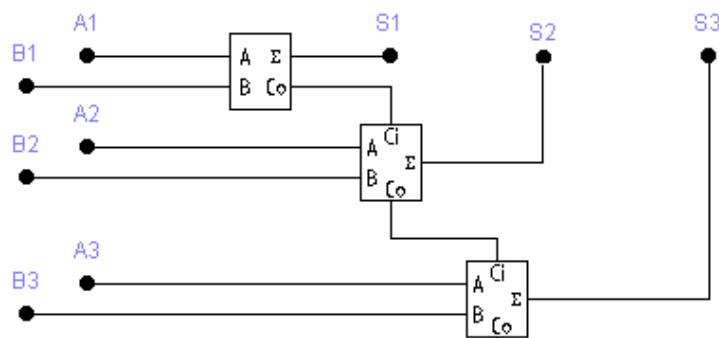 A1 S1 S2 S3
B1
A Σ
B Co
A2
B2
Ci
A Σ
B
Co
A3
B3
Ci
A Σ
B
Co